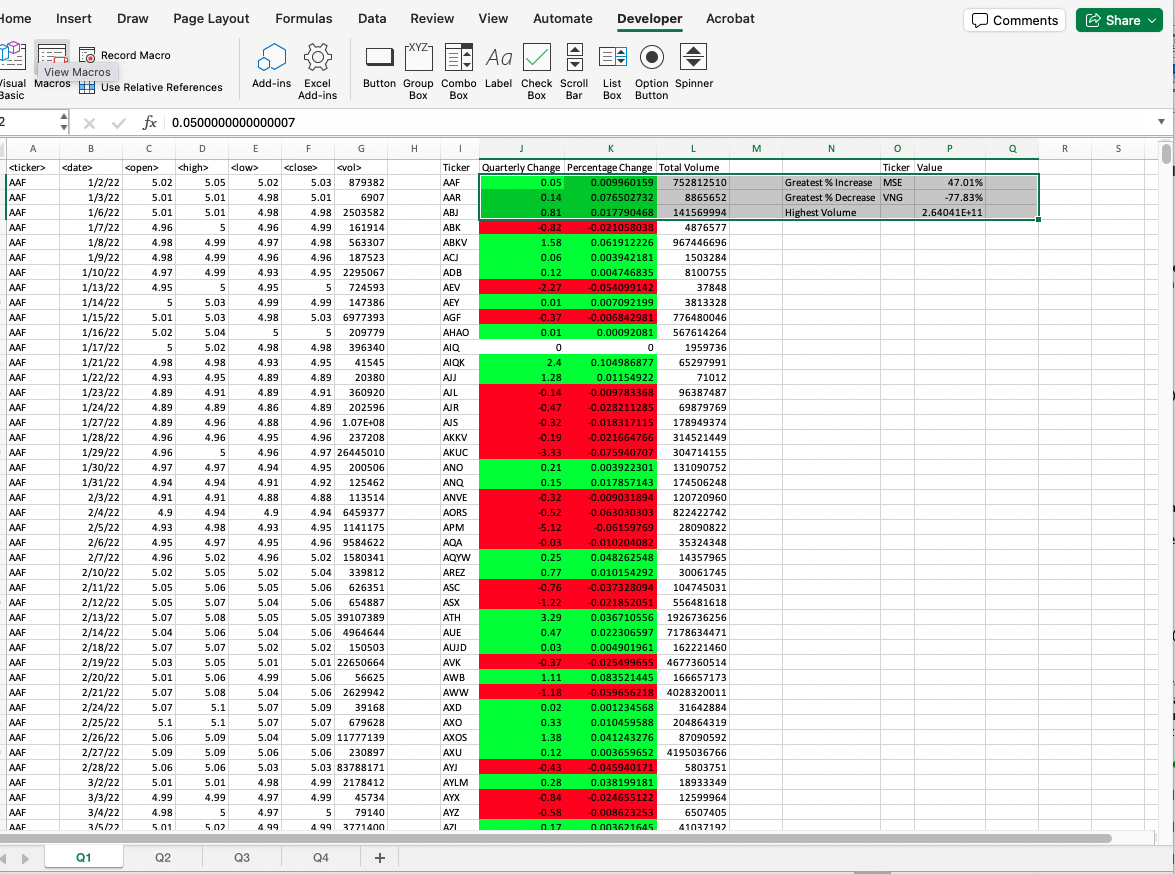 Home Insert Draw Page Layout Formulas Data Review View Automate Developer Acrobat Comments Share
Record Macro
View Macros
Visual Basic Macros Use Relative References Add-ins Excel Add-ins Button Group Box Combo Box Label Check Box Scroll Bar List Box Option Button Spinner
XYZ Aa
2 fx 0.0500000000000007
A B C D E F G H I J K L M N O P Q R S
<ticker> <date> <open> <high> <low> <close> <vol> Ticker Quarterly Change Percentage Change Total Volume Ticker Value
AAF 1/2/22 5.02 5.05 5.02 5.03 879382 AAF 0.05 0.009960159 752812510 Greatest % Increase MSE 47.01%
AAF 1/3/22 5.01 5.01 4.98 5.01 6907 AAR 0.14 0.076502732 8865652 Greatest % Decrease VNG -77.83%
AAF 1/6/22 5.01 5.01 4.98 4.98 2503582 ABJ 0.81 0.017790468 141569994 Highest Volume 2.64041E+11
AAF 1/7/22 4.96 5 4.96 4.99 161914 ABK -0.82 -0.021058038 4876577
AAF 1/8/22 4.98 4.99 4.97 4.98 563307 ABKV 1.58 0.061912226 967446696
AAF 1/9/22 4.98 4.99 4.96 4.96 187523 ACJ 0.06 0.003942181 1503284
AAF 1/10/22 4.97 4.99 4.93 4.95 2295067 ADB 0.12 0.004746835 8100755
AAF 1/13/22 4.95 5 4.95 5 724593 AEV -2.27 -0.054099142 37848
AAF 1/14/22 5 5.03 4.99 4.99 147386 AEY 0.01 0.007092199 3813328
AAF 1/15/22 5.01 5.03 4.98 5.03 6977393 AGF -0.37 -0.006842981 776480046
AAF 1/16/22 5.02 5.04 5 5 209779 AHAO 0.01 0.00092081 567614264
AAF 1/17/22 5 5.02 4.98 4.98 396340 AIQ 0 0 1959736
AAF 1/21/22 4.98 4.98 4.93 4.95 41545 AIQK 2.4 0.104986877 65297991
AAF 1/22/22 4.93 4.95 4.89 4.89 20380 AJJ 1.28 0.01154922 71012
AAF 1/23/22 4.89 4.91 4.89 4.91 360920 AJL -0.14 -0.009783368 96387487
AAF 1/24/22 4.89 4.89 4.86 4.89 202596 AJR -0.47 -0.028211285 69879769
AAF 1/27/22 4.89 4.96 4.88 4.96 1.07E+08 AJS -0.32 -0.018317115 178949374
AAF 1/28/22 4.96 4.96 4.95 4.96 237208 AKKV -0.19 -0.021664766 314521449
AAF 1/29/22 4.96 5 4.96 4.97 26445010 AKUC -3.33 -0.075940707 304714155
AAF 1/30/22 4.97 4.97 4.94 4.95 200506 ANO 0.21 0.003922301 131090752
AAF 1/31/22 4.94 4.94 4.91 4.92 125462 ANQ 0.15 0.017857143 174506248
AAF 2/3/22 4.91 4.91 4.88 4.88 113514 ANVE -0.32 -0.009031894 120720960
AAF 2/4/22 4.9 4.94 4.9 4.94 6459377 AORS -0.52 -0.063030303 822422742
AAF 2/5/22 4.93 4.98 4.93 4.95 1141175 APM -5.12 -0.06159769 28090822
AAF 2/6/22 4.95 4.97 4.95 4.96 9584622 AQA -0.03 -0.010204082 35324348
AAF 2/7/22 4.96 5.02 4.96 5.02 1580341 AQYW 0.25 0.048262548 14357965
AAF 2/10/22 5.02 5.05 5.02 5.04 339812 AREZ 0.77 0.010154292 30061745
AAF 2/11/22 5.05 5.06 5.05 5.06 626351 ASC -0.76 -0.037328094 104745031
AAF 2/12/22 5.05 5.07 5.04 5.06 654887 ASX -1.22 -0.021852051 556481618
AAF 2/13/22 5.07 5.08 5.05 5.05 39107389 ATH 3.29 0.036710556 1926736256
AAF 2/14/22 5.04 5.06 5.04 5.06 4964644 AUE 0.47 0.022306597 7178634471
AAF 2/18/22 5.07 5.07 5.02 5.02 150503 AUJD 0.03 0.004901961 162221460
AAF 2/19/22 5.03 5.05 5.01 5.01 22650664 AVK -0.37 -0.025499655 4677360514
AAF 2/20/22 5.01 5.06 4.99 5.06 56625 AWB 1.11 0.083521445 166657173
AAF 2/21/22 5.07 5.08 5.04 5.06 2629942 AWW -1.18 -0.059656218 4028320011
AAF 2/24/22 5.07 5.1 5.07 5.09 39168 AXD 0.02 0.001234568 31642884
AAF 2/25/22 5.1 5.1 5.07 5.07 679628 AXO 0.33 0.010459588 204864319
AAF 2/26/22 5.06 5.09 5.04 5.09 11777139 AXOS 1.38 0.041243276 87090592
AAF 2/27/22 5.09 5.09 5.06 5.06 230897 AXU 0.12 0.003659652 4195036766
AAF 2/28/22 5.06 5.06 5.03 5.03 83788171 AYJ -0.43 -0.045940171 5803751
AAF 3/2/22 5.01 5.01 4.98 4.99 2178412 AYLM 0.28 0.038199181 18933349
AAF 3/3/22 4.99 4.99 4.97 4.99 45734 AYX -0.84 -0.024655122 12599964
AAF 3/4/22 4.98 5 4.97 5 79140 AYZ -0.58 -0.008623253 6507405
AAF 3/5/22 5.01 5.02 4.99 4.99 3771400 AZL 0.17 0.003621645 41037192
Q1 Q2 Q3 Q4 +